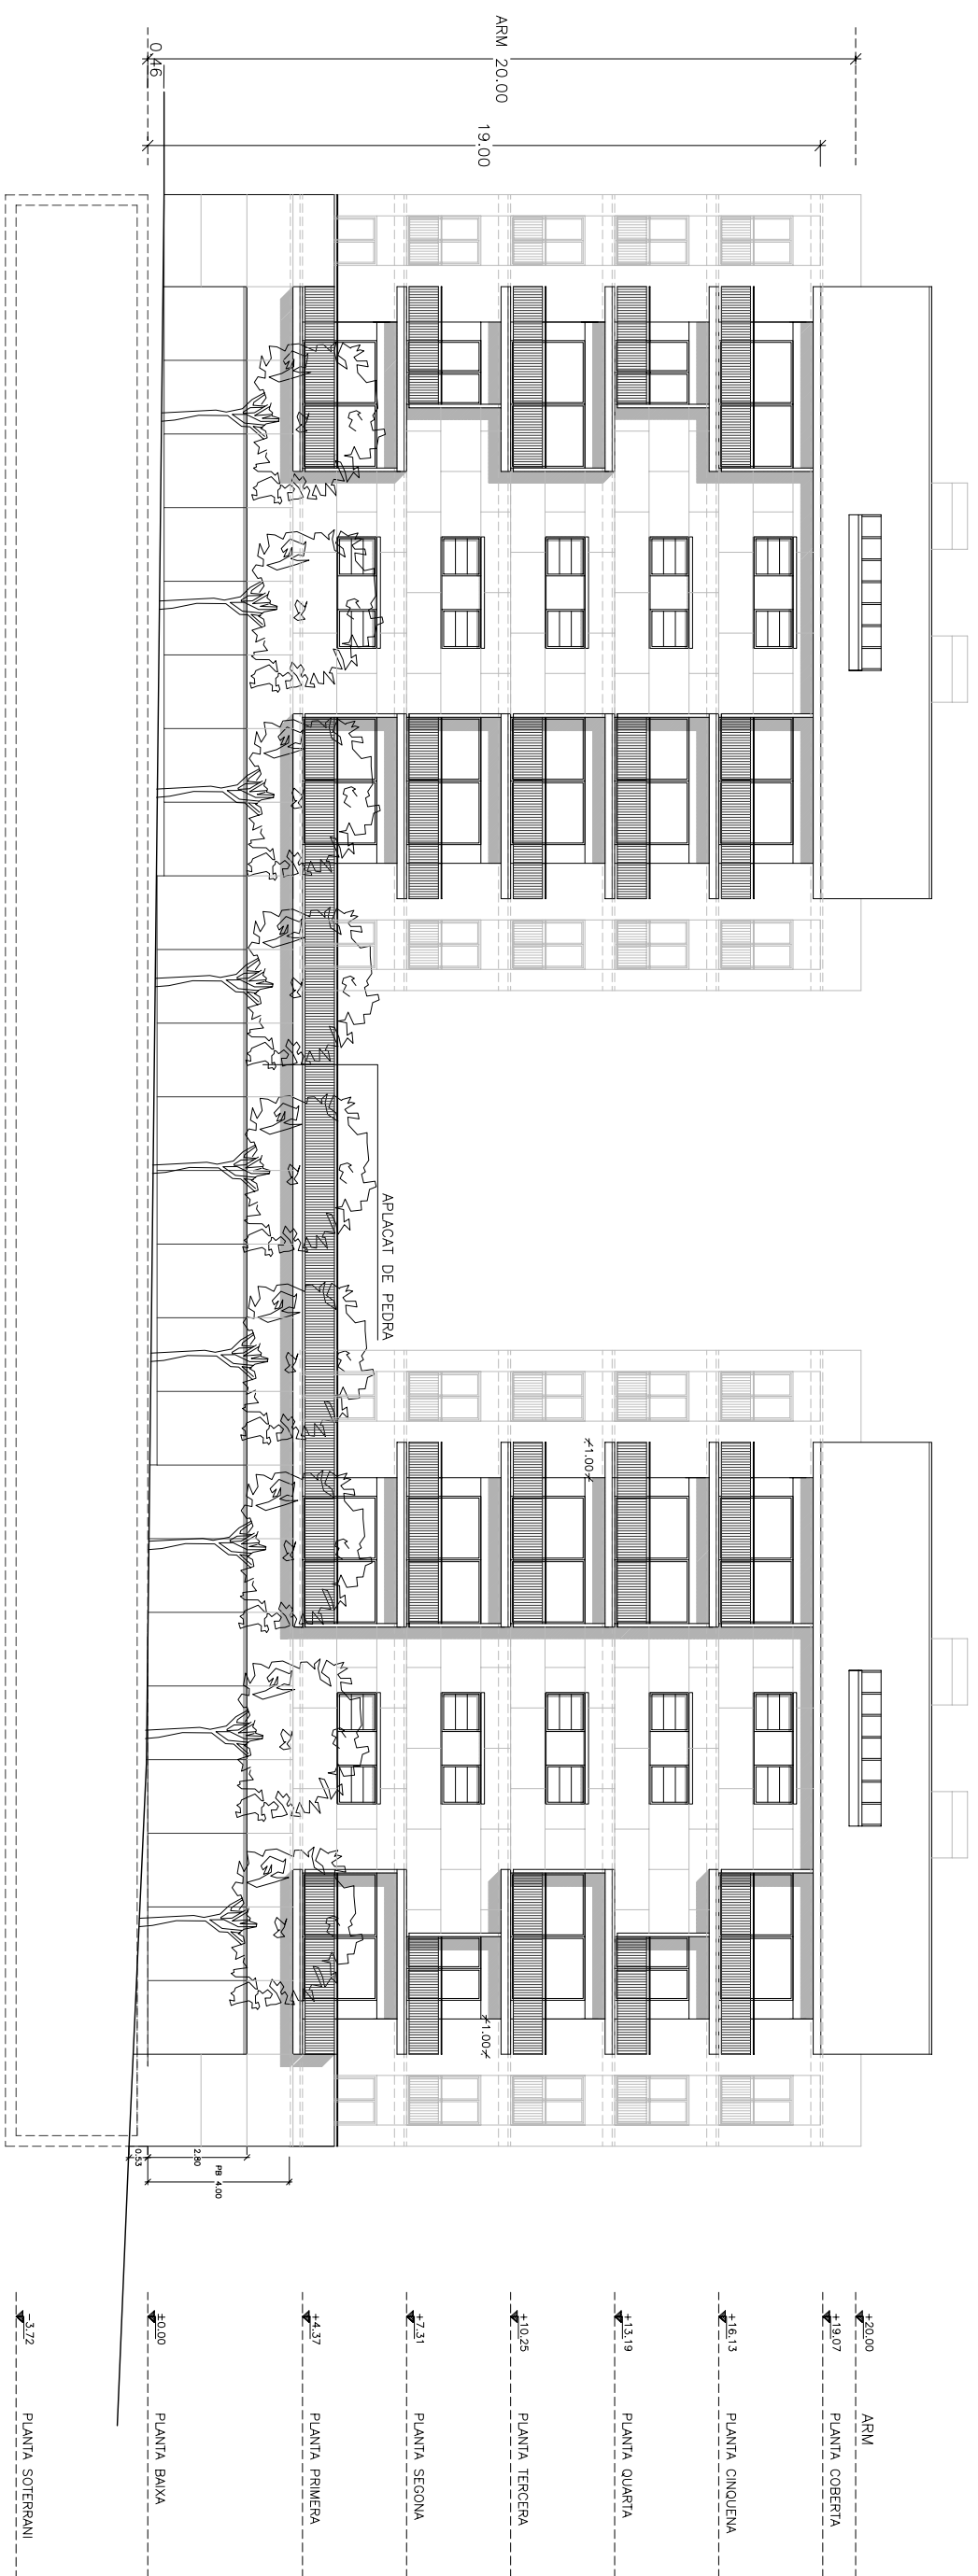 ARM 20.00
19.00
0.46
APLACAT DE PEDRA
1.00
1.00
0.53
2.80
PB 4.00
+20.00 ARM
+19.07 PLANTA COBERTA
+16.13 PLANTA CINQUENA
+13.19 PLANTA QUARTA
+10.25 PLANTA TERCERA
+7.31 PLANTA SEGONA
+4.37 PLANTA PRIMERA
±0.00 PLANTA BAIXA
-3.72 PLANTA SOTERRANI